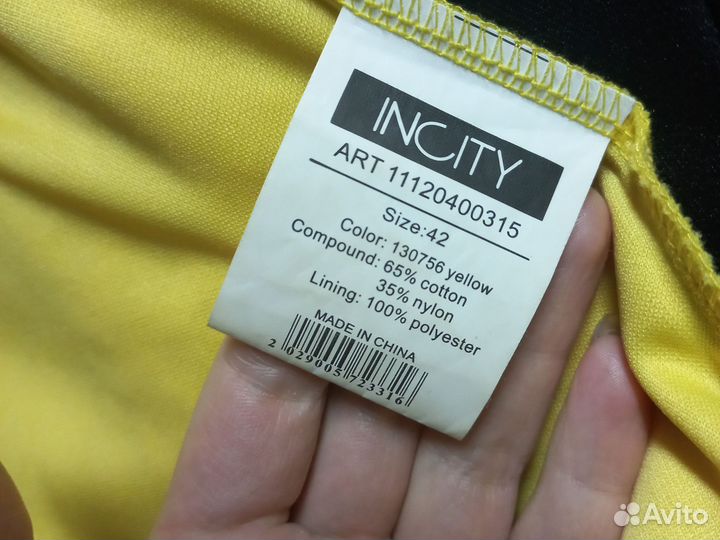 INCITY
ART 11120400315
Size:42
Color: 130756 yellow
Compound: 65% cotton
35% nylon
Lining: 100% polyester
MADE IN CHINA
2 029005 723316
Avito